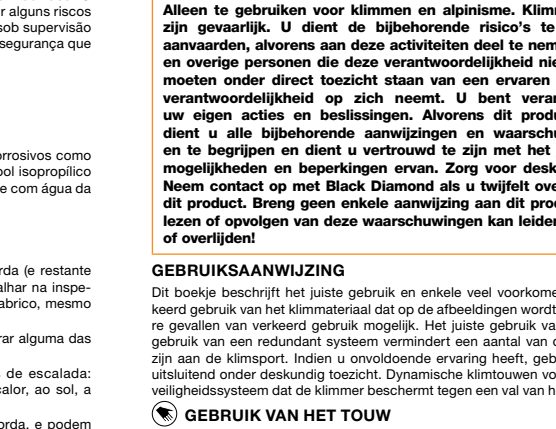 r alguns riscos
sob supervisão
segurança que
orrosivos como
ool isopropílico
e com água da
rda (e restante
alhar na inspe-
abrico, mesmo
rar alguma das
de escalada:
calor, ao sol, a
orda, e podem
Alleen te gebruiken voor klimmen en alpinisme. Klimm
zijn gevaarlijk. U dient de bijbehorende risico's te
aanvaarden, alvorens aan deze activiteiten deel te nem
en overige personen die deze verantwoordelijkheid nie
moeten onder direct toezicht staan van een ervaren
verantwoordelijkheid op zich neemt. U bent veran
uw eigen acties en beslissingen. Alvorens dit produ
dient u alle bijbehorende aanwijzingen en waarschu
en te begrijpen en dient u vertrouwd te zijn met het
mogelijkheden en beperkingen ervan. Zorg voor desk
Neem contact op met Black Diamond als u twijfelt ove
dit product. Breng geen enkele aanwijzing aan dit prod
lezen of opvolgen van deze waarschuwingen kan leiden
of overlijden!
GEBRUIKSAANWIJZING
Dit boekje beschrijft het juiste gebruik en enkele veel voorkome
keerd gebruik van het klimmateriaal dat op de afbeeldingen wordt
re gevallen van verkeerd gebruik mogelijk. Het juiste gebruik va
gebruik van een redundant systeem vermindert een aantal van d
zijn aan de klimsport. Indien u onvoldoende ervaring heeft, geb
uitsluitend onder deskundig toezicht. Dynamische klimtouwen vo
veiligheidssysteem dat de klimmer beschermt tegen een val van h
GEBRUIK VAN HET TOUW